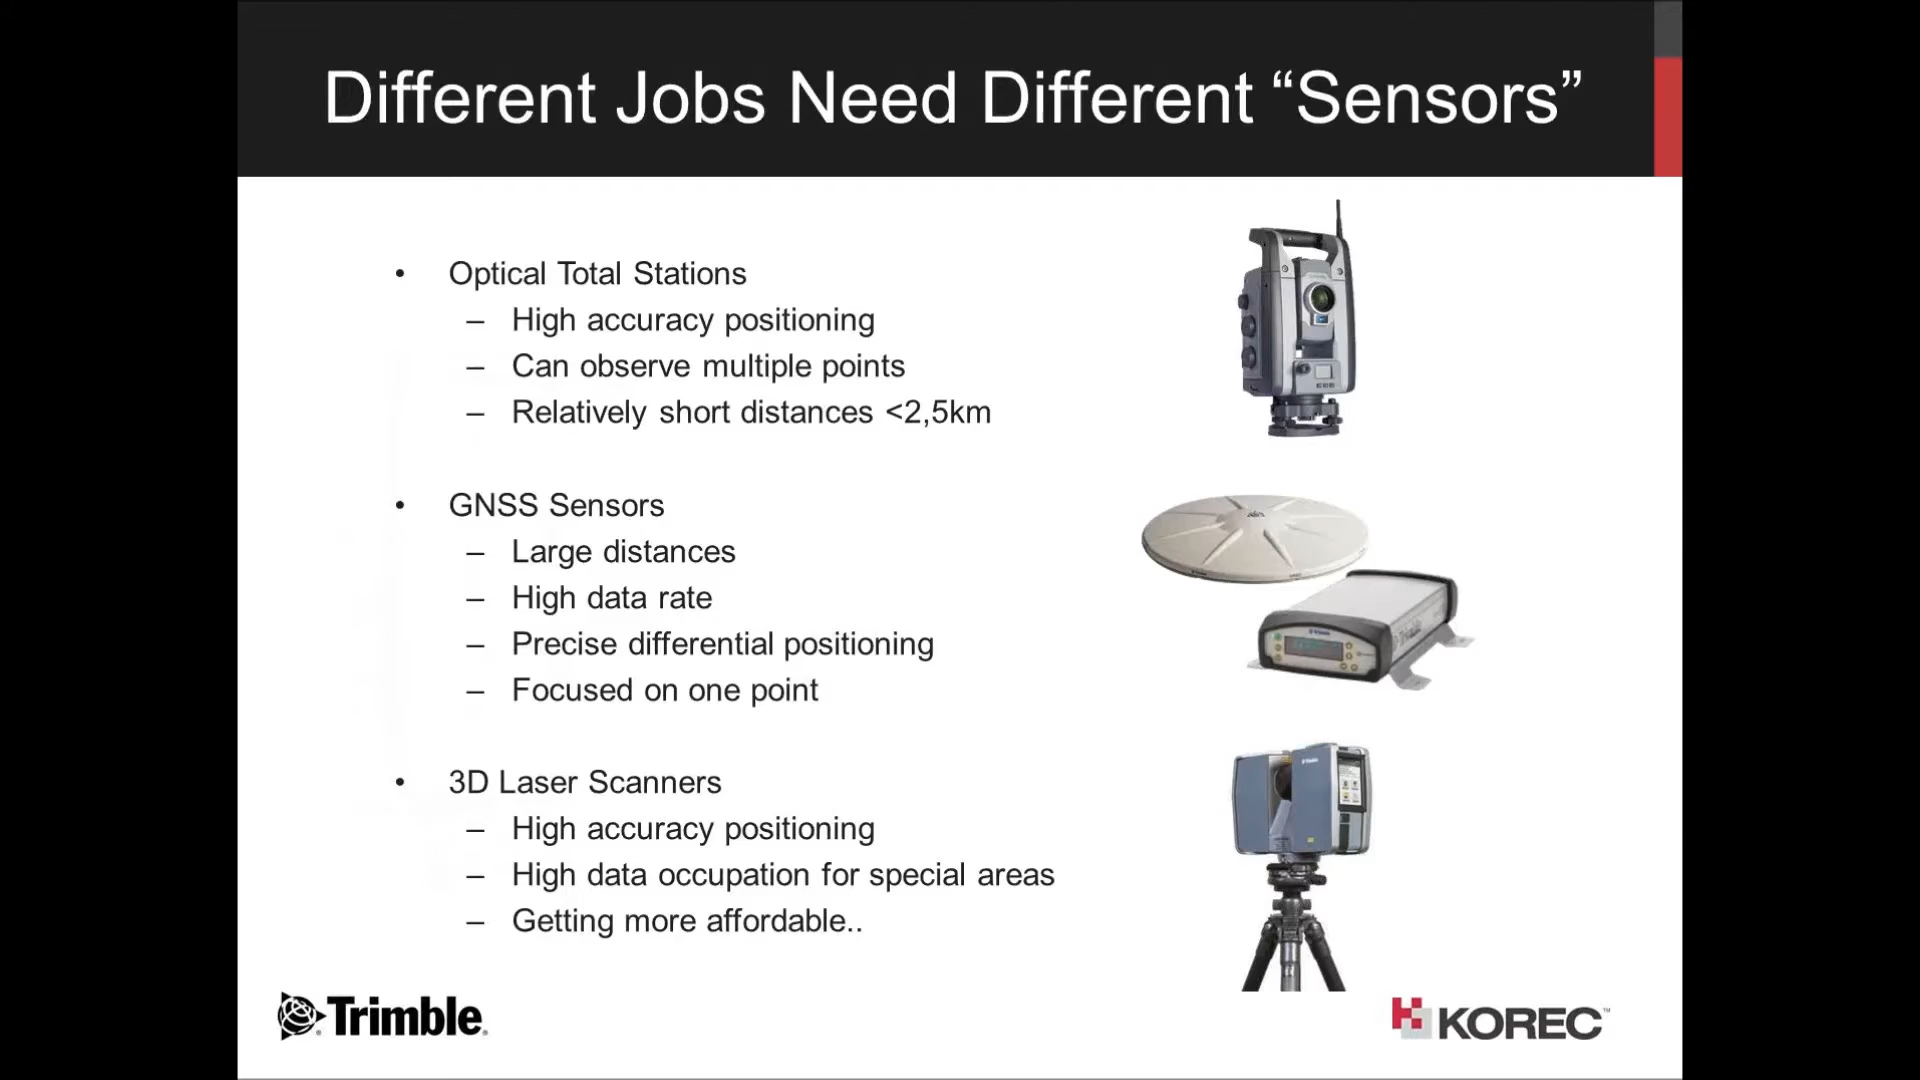 Different Jobs Need Different “Sensors”
• Optical Total Stations
– High accuracy positioning
– Can observe multiple points
– Relatively short distances <2,5km
• GNSS Sensors
– Large distances
– High data rate
– Precise differential positioning
– Focused on one point
• 3D Laser Scanners
– High accuracy positioning
– High data occupation for special areas
– Getting more affordable..
Trimble
Trimble
KOREC™